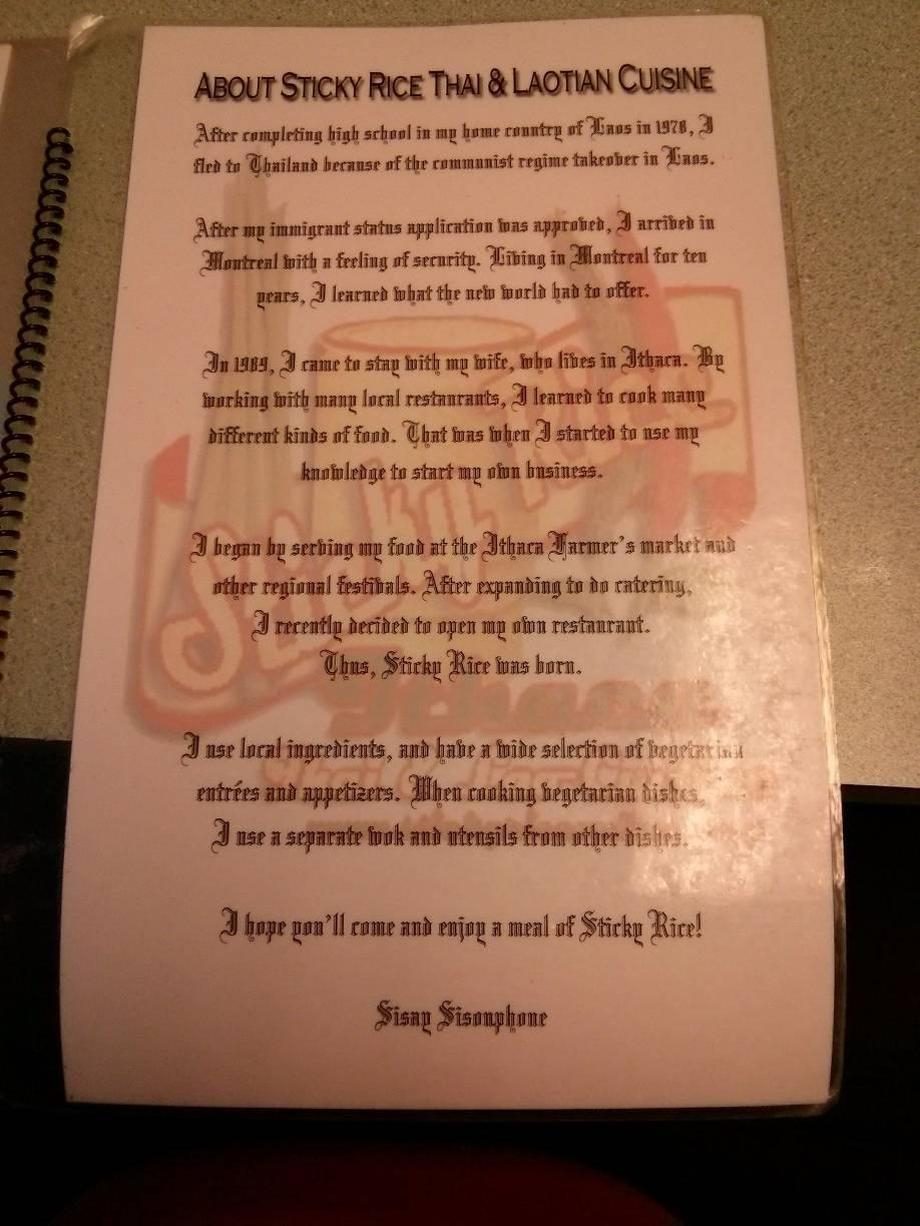 About Sticky Rice Thai & Laotian Cuisine
After completing high school in my home country of Laos in 1978, I
fled to Thailand because of the communist regime takeover in Laos.
After my immigrant status application was approved, I arrived in
Montreal with a feeling of security. Living in Montreal for ten
years, I learned what the new world had to offer.
In 1989, I came to stay with my wife, who lives in Ithaca. By
working with many local restaurants, I learned to cook many
different kinds of food. That was when I started to use my
knowledge to start my own business.
I began by serving my food at the Ithaca Farmer's market and
other regional festivals. After expanding to do catering,
I recently decided to open my own restaurant.
Thus, Sticky Rice was born.
I use local ingredients, and have a wide selection of vegetarian
entrées and appetizers. When cooking vegetarian dishes,
I use a separate wok and utensils from other dishes.
I hope you'll come and enjoy a meal of Sticky Rice!
Sisay Sisonphone
Sticky Rice
Ithaca